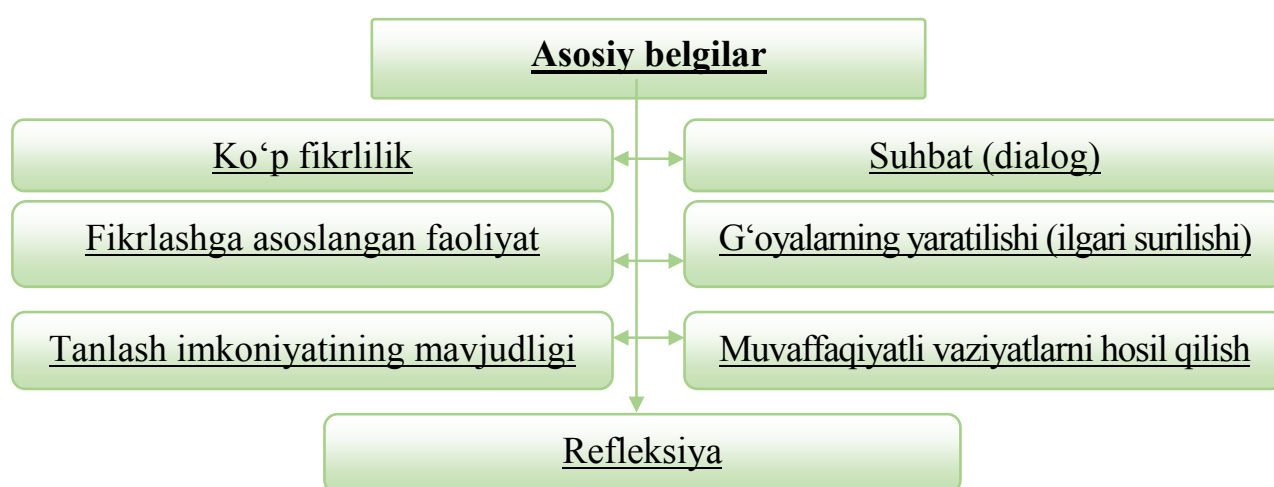 Asosiy belgilar
Ko‘p fikrlilik
Suhbat (dialog)
Fikrlashga asoslangan faoliyat
G‘oyalarning yaratilishi (ilgari surilishi)
Tanlash imkoniyatining mavjudligi
Muvaffaqiyatli vaziyatlarni hosil qilish
Refleksiya